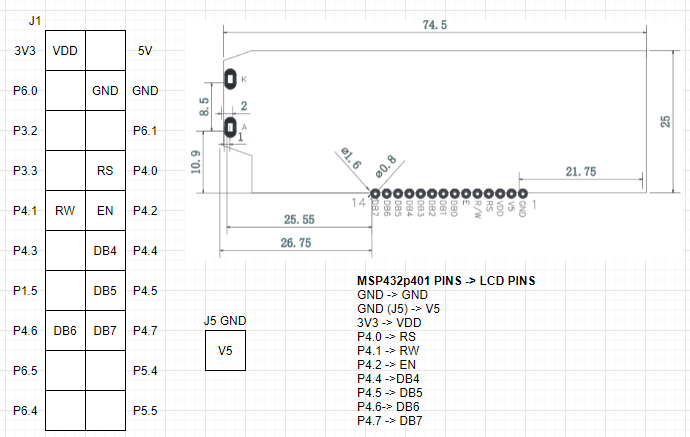 J1
3V3 VDD 5V
P6.0 GND GND
P3.2 P6.1
P3.3 RS P4.0
P4.1 RW EN P4.2
P4.3 DB4 P4.4
P1.5 DB5 P4.5
P4.6 DB6 DB7 P4.7
P6.5 P5.4
P6.4 P5.5
J5 GND
V5
74.5
K
8.5
2
A
1
10.9
ø1.6
ø0.8
25
21.75
14
DB7 DB6 DB5 DB4 DB3 DB2 DB1 DB0 E R/W RS VDD V5 GND
1
25.55
26.75
MSP432p401 PINS -> LCD PINS
GND -> GND
GND (J5) -> V5
3V3 -> VDD
P4.0 -> RS
P4.1 -> RW
P4.2 -> EN
P4.4 ->DB4
P4.5 -> DB5
P4.6-> DB6
P4.7 -> DB7